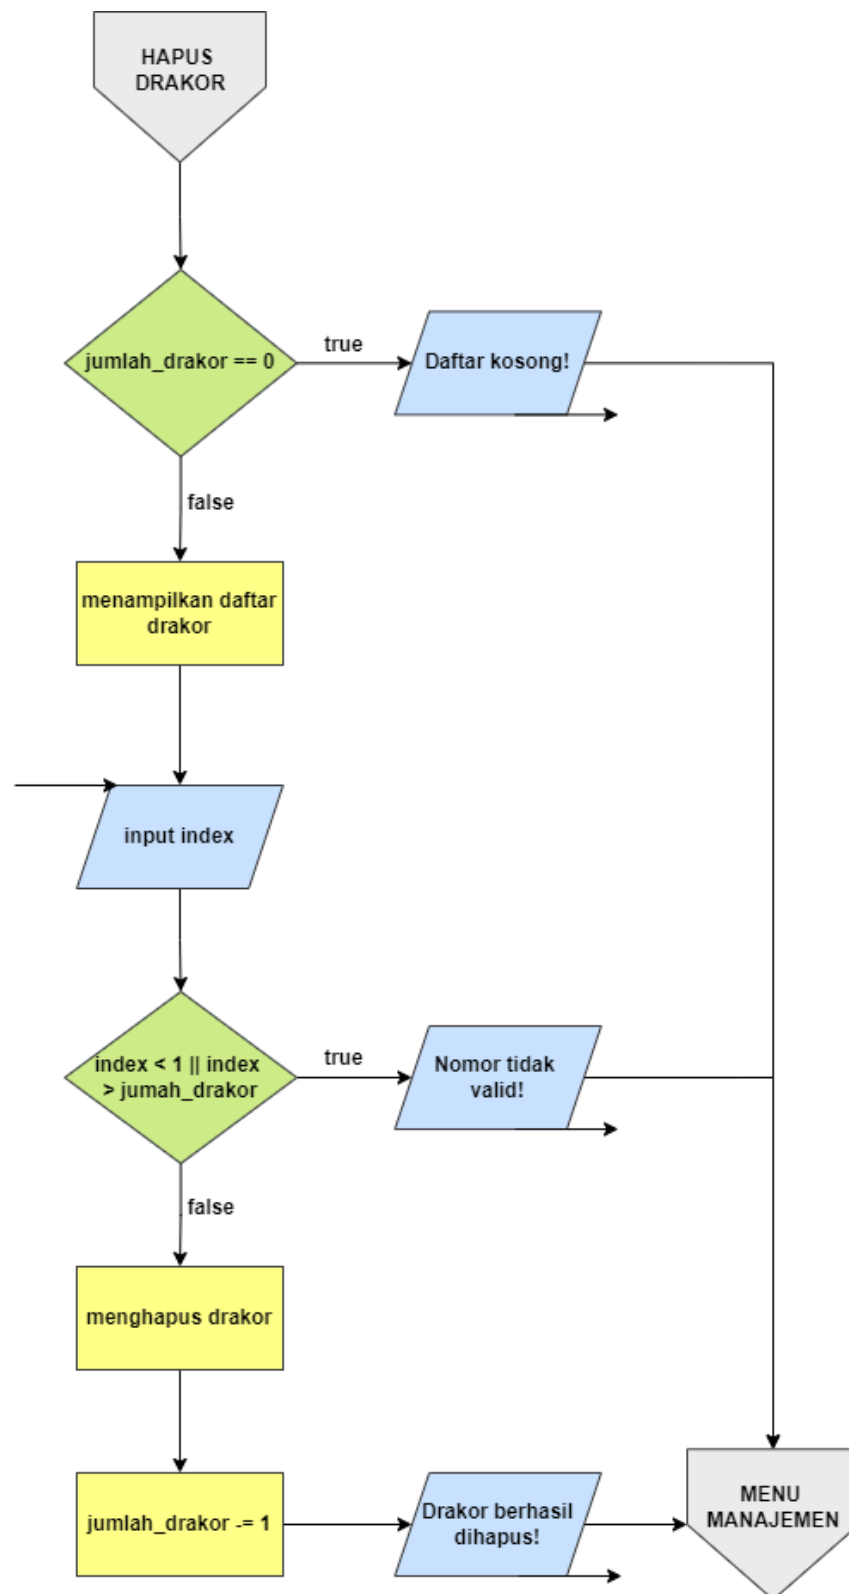 HAPUS
DRAKOR
jumlah_drakor == 0
true
Daftar kosong!
false
menampilkan daftar
drakor
input index
index < 1 || index
> jumah_drakor
true
Nomor tidak
valid!
false
menghapus drakor
jumlah_drakor -= 1
Drakor berhasil
dihapus!
MENU
MANAJEMEN